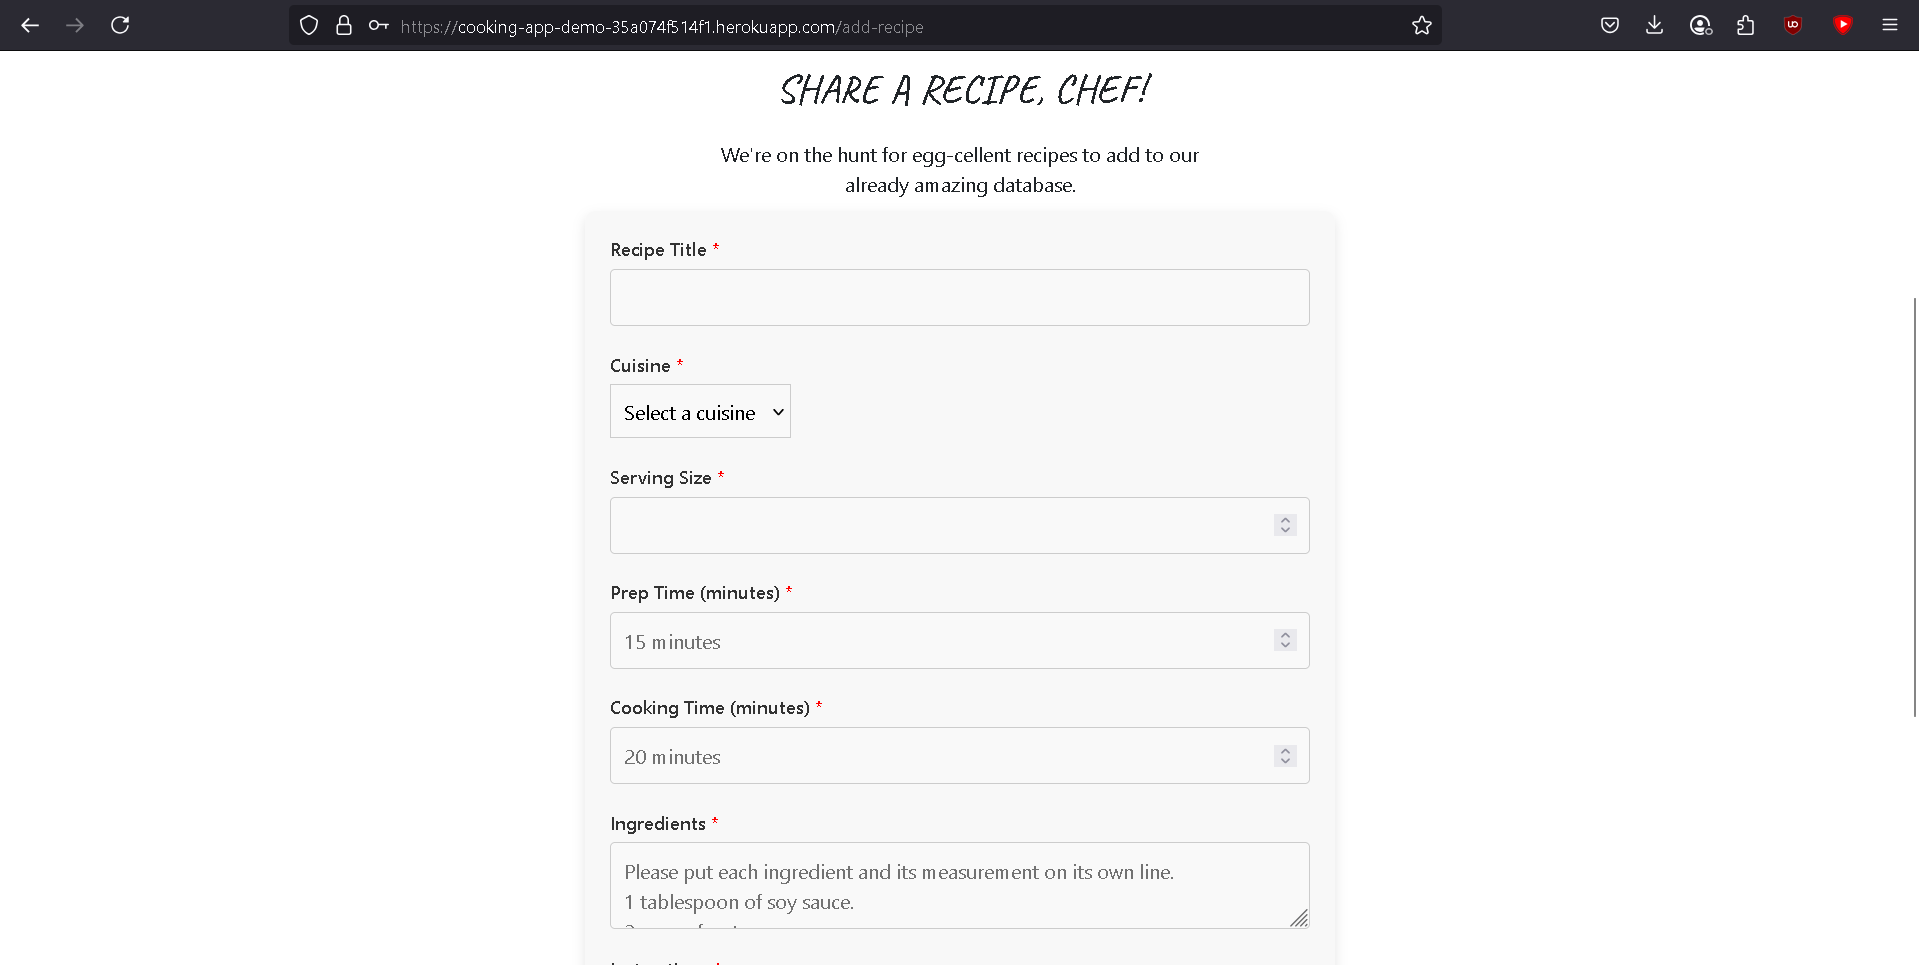 https://cooking-app-demo-35a074f514f1.herokuapp.com/add-recipe
SHARE A RECIPE, CHEF!
We're on the hunt for egg-cellent recipes to add to our
already amazing database.
Recipe Title *
Cuisine *
Select a cuisine
Serving Size *
Prep Time (minutes) *
15 minutes
Cooking Time (minutes) *
20 minutes
Ingredients *
Please put each ingredient and its measurement on its own line.
1 tablespoon of soy sauce.